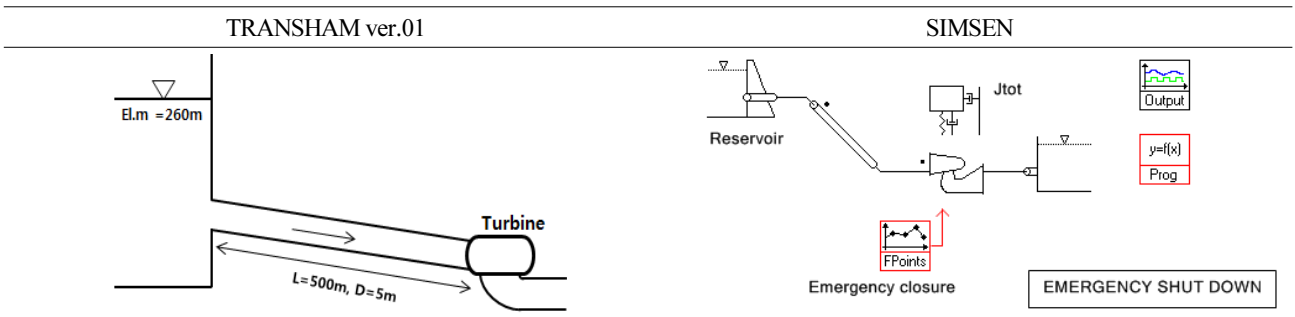 TRANSHAM ver.01
SIMSEN
El.m =260m
Turbine
L=500m, D=5m
Reservoir
Jtot
Output
y=f(x)
Prog
FPoints
Emergency closure
EMERGENCY SHUT DOWN